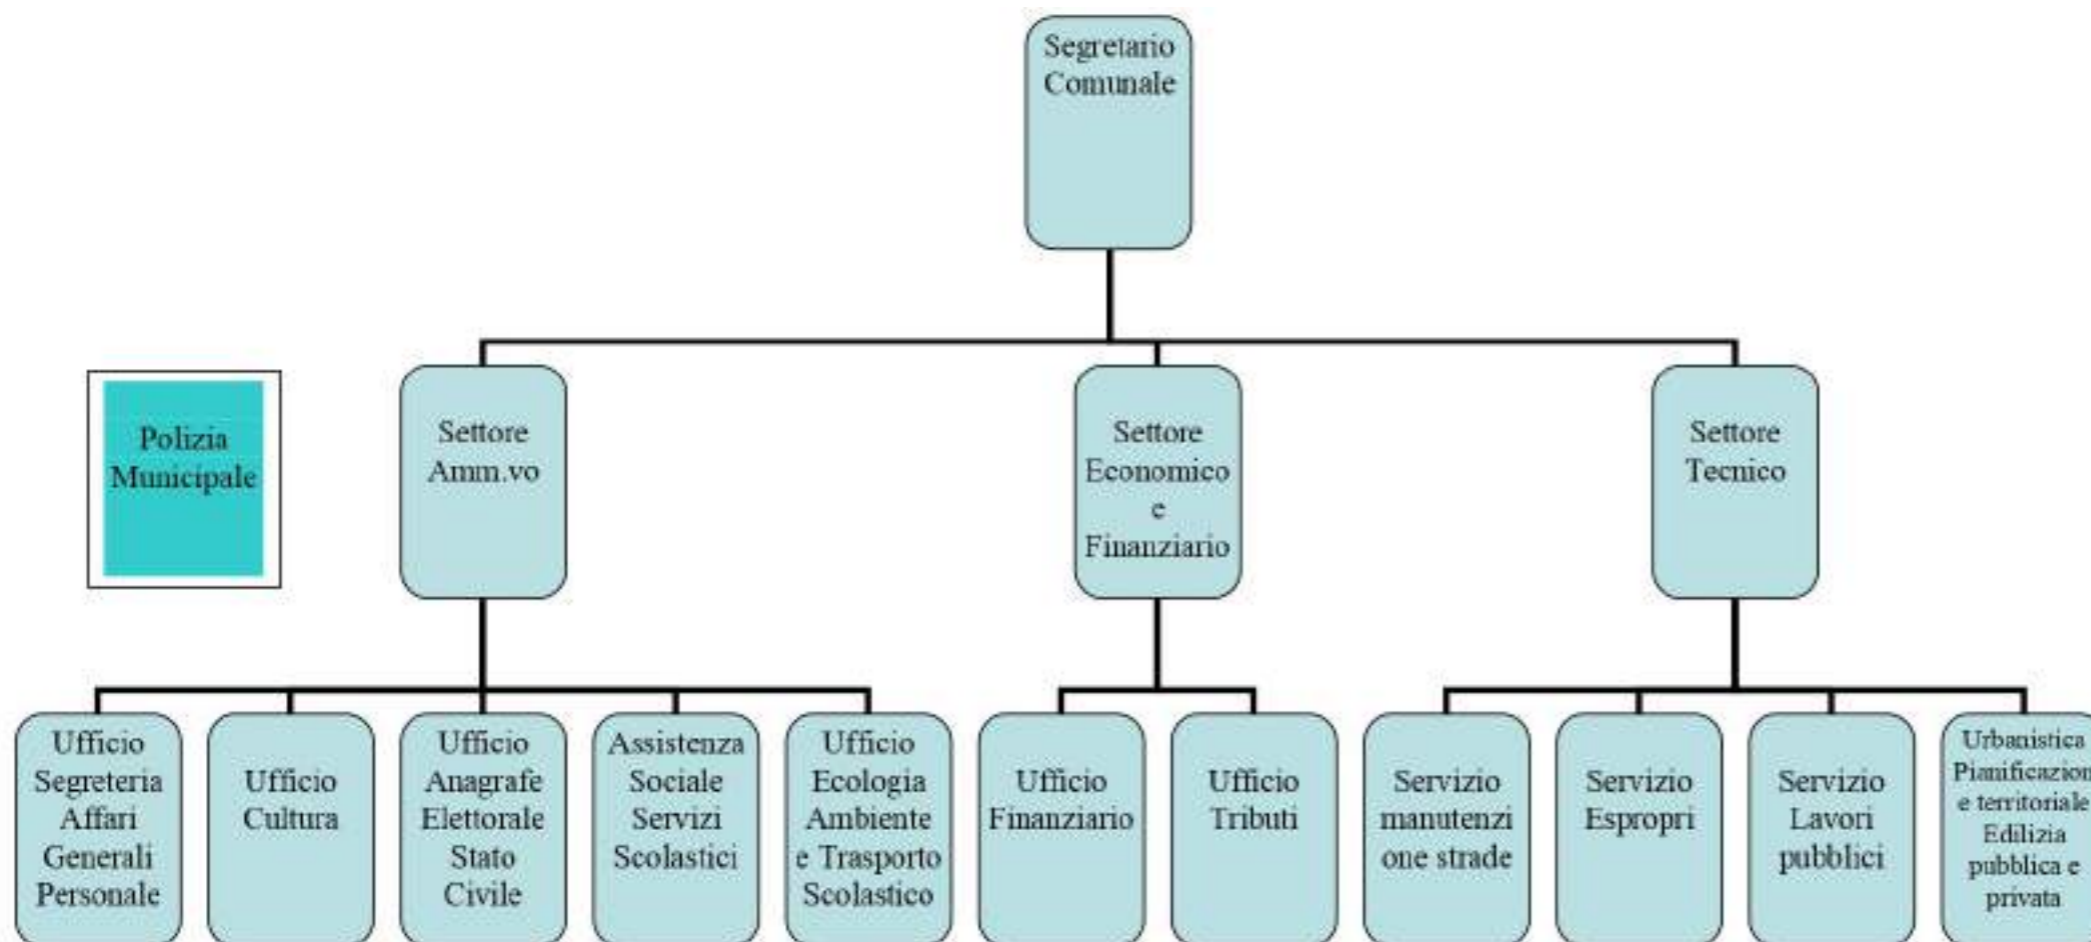 Segretario
Comunale
Polizia
Municipale
Settore
Amm.vo
Settore
Economico
e
Finanziario
Settore
Tecnico
Ufficio
Segreteria
Affari
Generali
Personale
Ufficio
Cultura
Ufficio
Anagrafe
Elettorale
Stato
Civile
Assistenza
Sociale
Servizi
Scolastici
Ufficio
Ecologia
Ambiente
e Trasporto
Scolastico
Ufficio
Finanziario
Ufficio
Tributi
Servizio
manutenzi
one strade
Servizio
Espropri
Servizio
Lavori
pubblici
Urbanistica
Pianificazion
e territoriale
Edilizia
pubblica e
privata